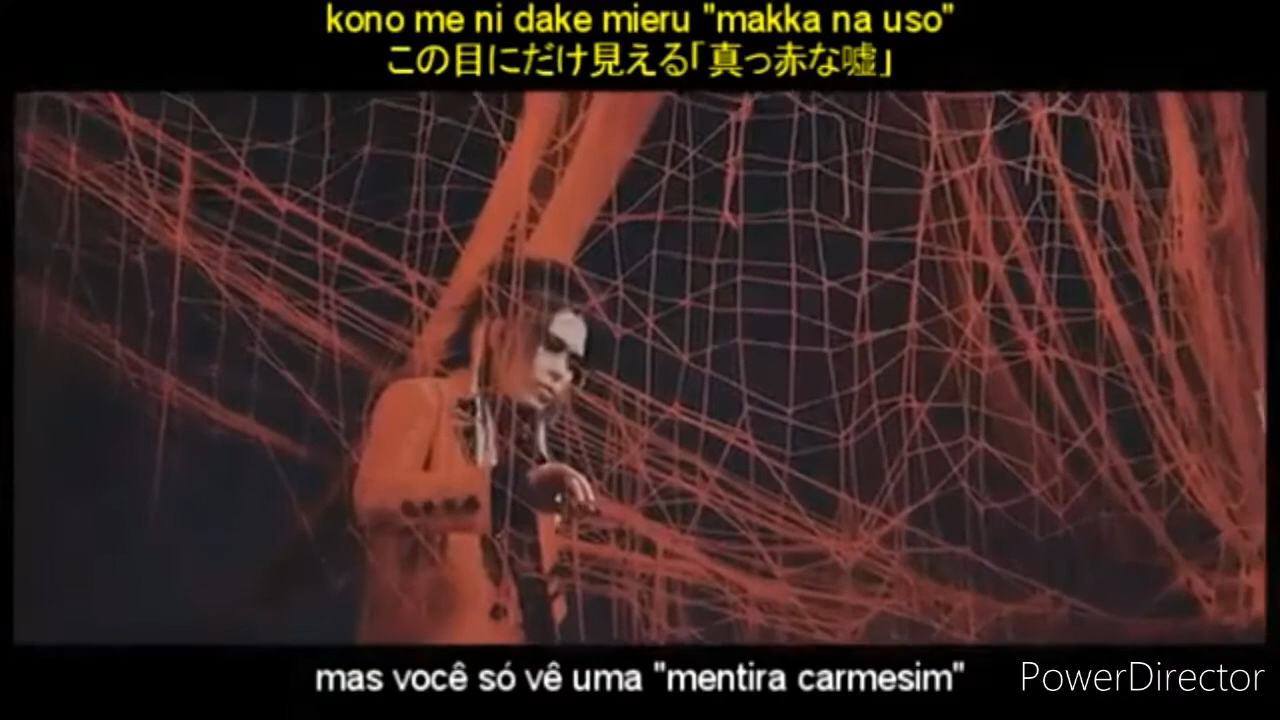 kono me ni dake mieru "makka na uso"
この目にだけ見える「真っ赤な嘘」
mas você só vê uma "mentira carmesim"
PowerDirector